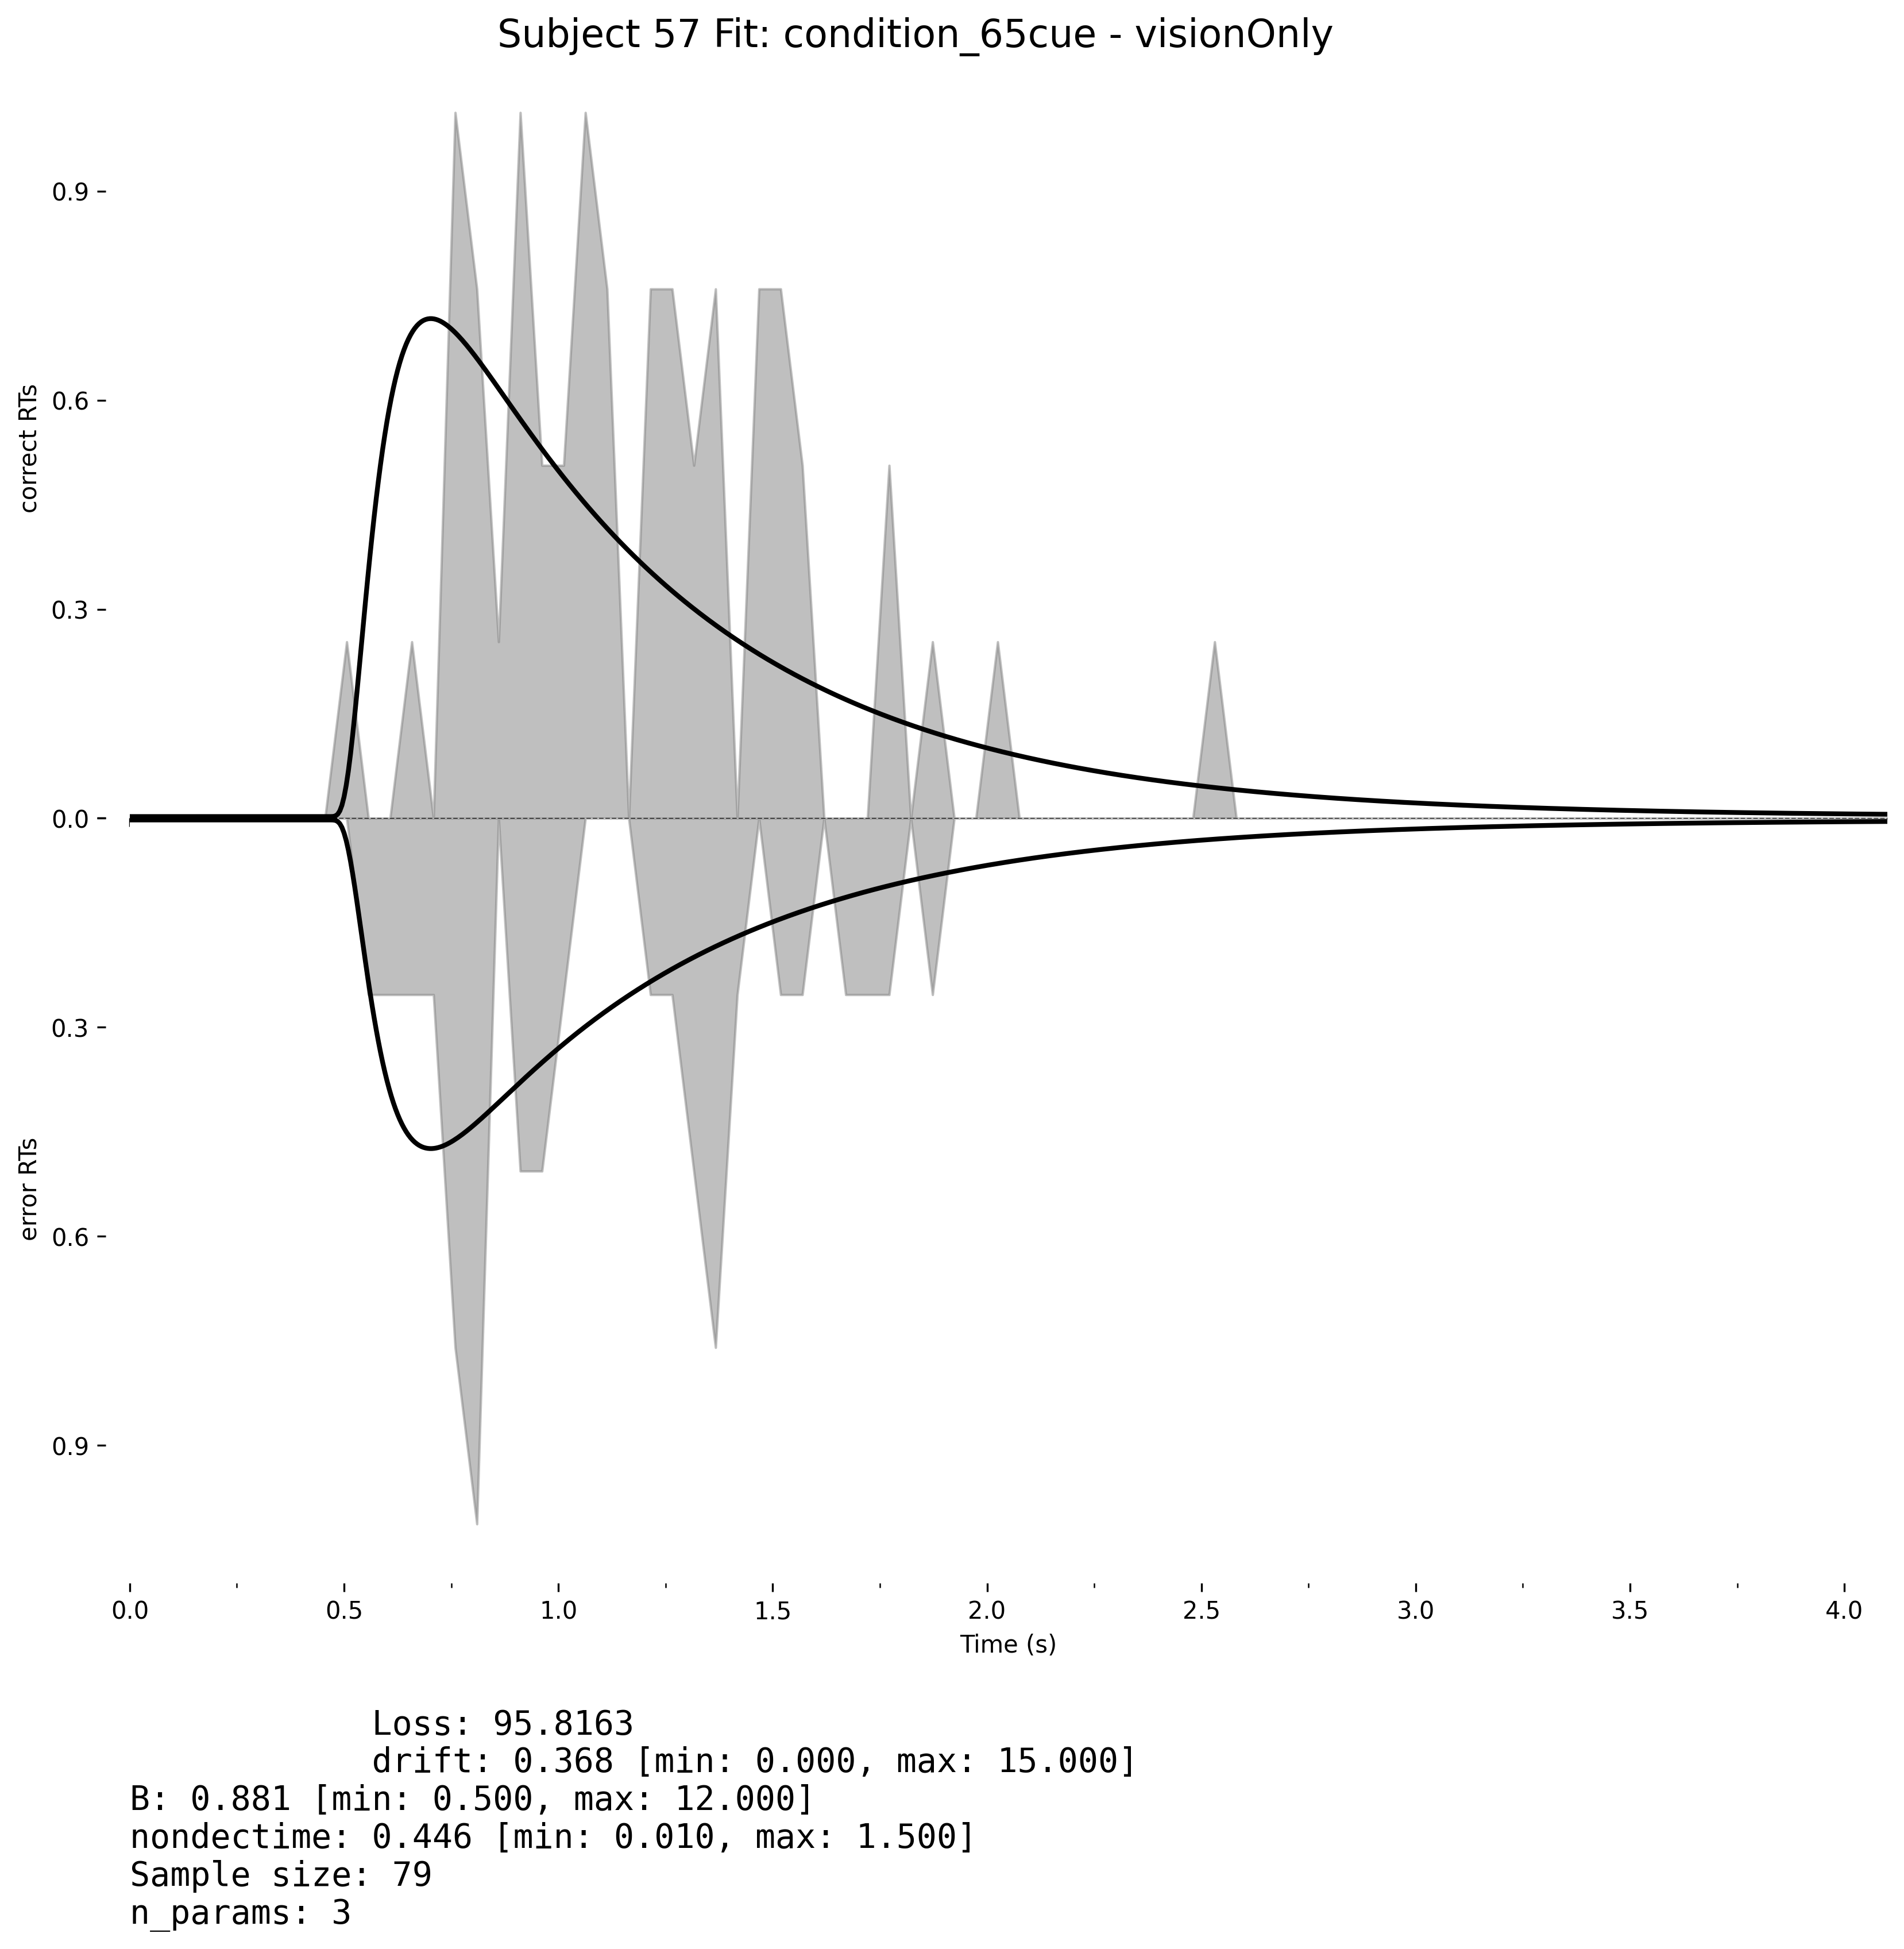 Subject 57 Fit: condition_65cue - visionOnly
0.9
0.6
0.3
0.0
0.3
0.6
0.9
correct RTs
error RTs
0.0 0.5 1.0 1.5 2.0 2.5 3.0 3.5 4.0
Time (s)
Loss: 95.8163
drift: 0.368 [min: 0.000, max: 15.000]
B: 0.881 [min: 0.500, max: 12.000]
nondectime: 0.446 [min: 0.010, max: 1.500]
Sample size: 79
n_params: 3